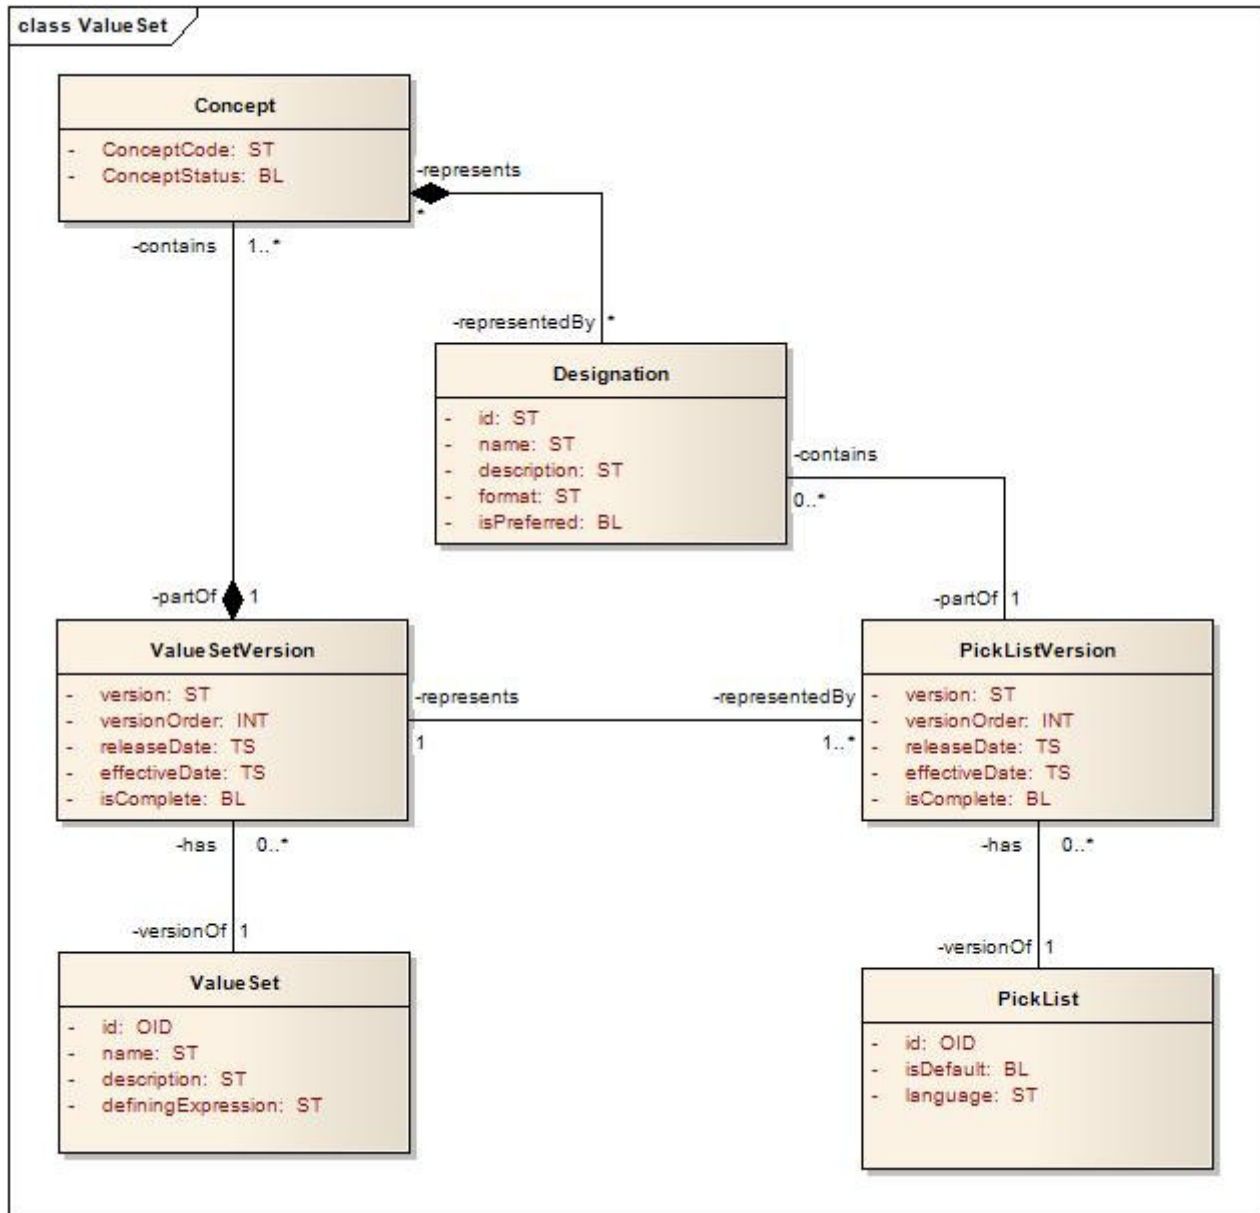 class ValueSet
Concept
- ConceptCode: ST
- ConceptStatus: BL
-represents
*
-contains 1..*
-representedBy *
Designation
- id: ST
- name: ST
- description: ST
- format: ST
- isPreferred: BL
-contains
0..*
-partOf 1
-partOf 1
ValueSetVersion
- version: ST
- versionOrder: INT
- releaseDate: TS
- effectiveDate: TS
- isComplete: BL
-represents
1
-representedBy
1..*
PickListVersion
- version: ST
- versionOrder: INT
- releaseDate: TS
- effectiveDate: TS
- isComplete: BL
-has 0..*
-has 0..*
-versionOf 1
-versionOf 1
ValueSet
- id: OID
- name: ST
- description: ST
- definingExpression: ST
PickList
- id: OID
- isDefault: BL
- language: ST